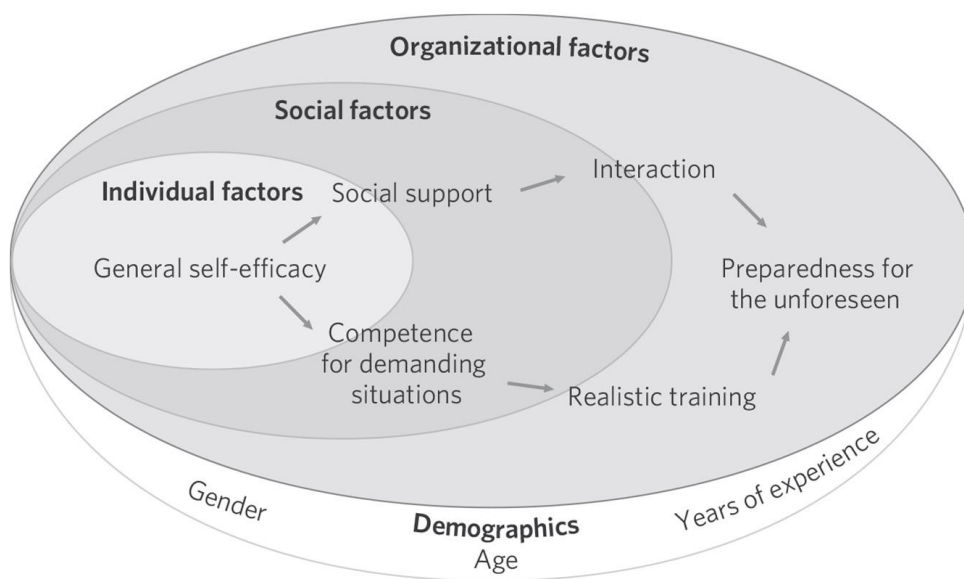 Organizational factors
Social factors
Individual factors
Social support
Interaction
General self-efficacy
Preparedness for
the unforeseen
Competence
for demanding
situations
Realistic training
Gender
Demographics
Age
Years of experience